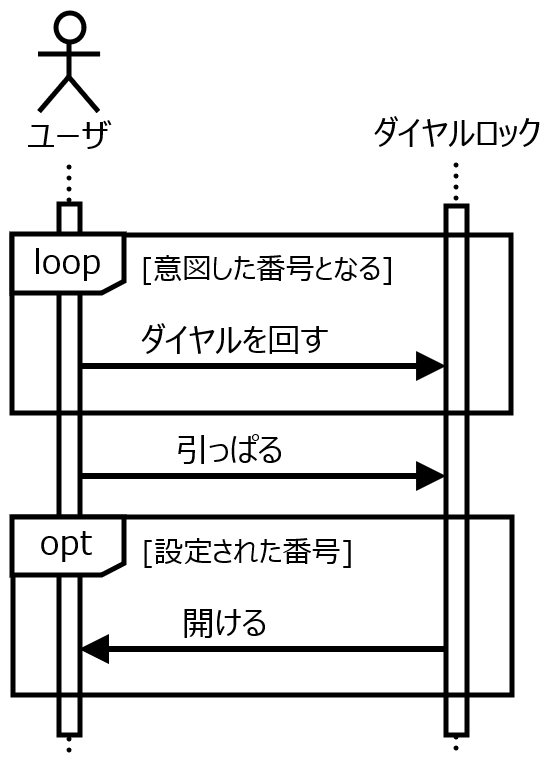 ユーザ
ダイヤルロック
loop
[意図した番号となる]
ダイヤルを回す
引っぱる
opt
[設定された番号]
開ける